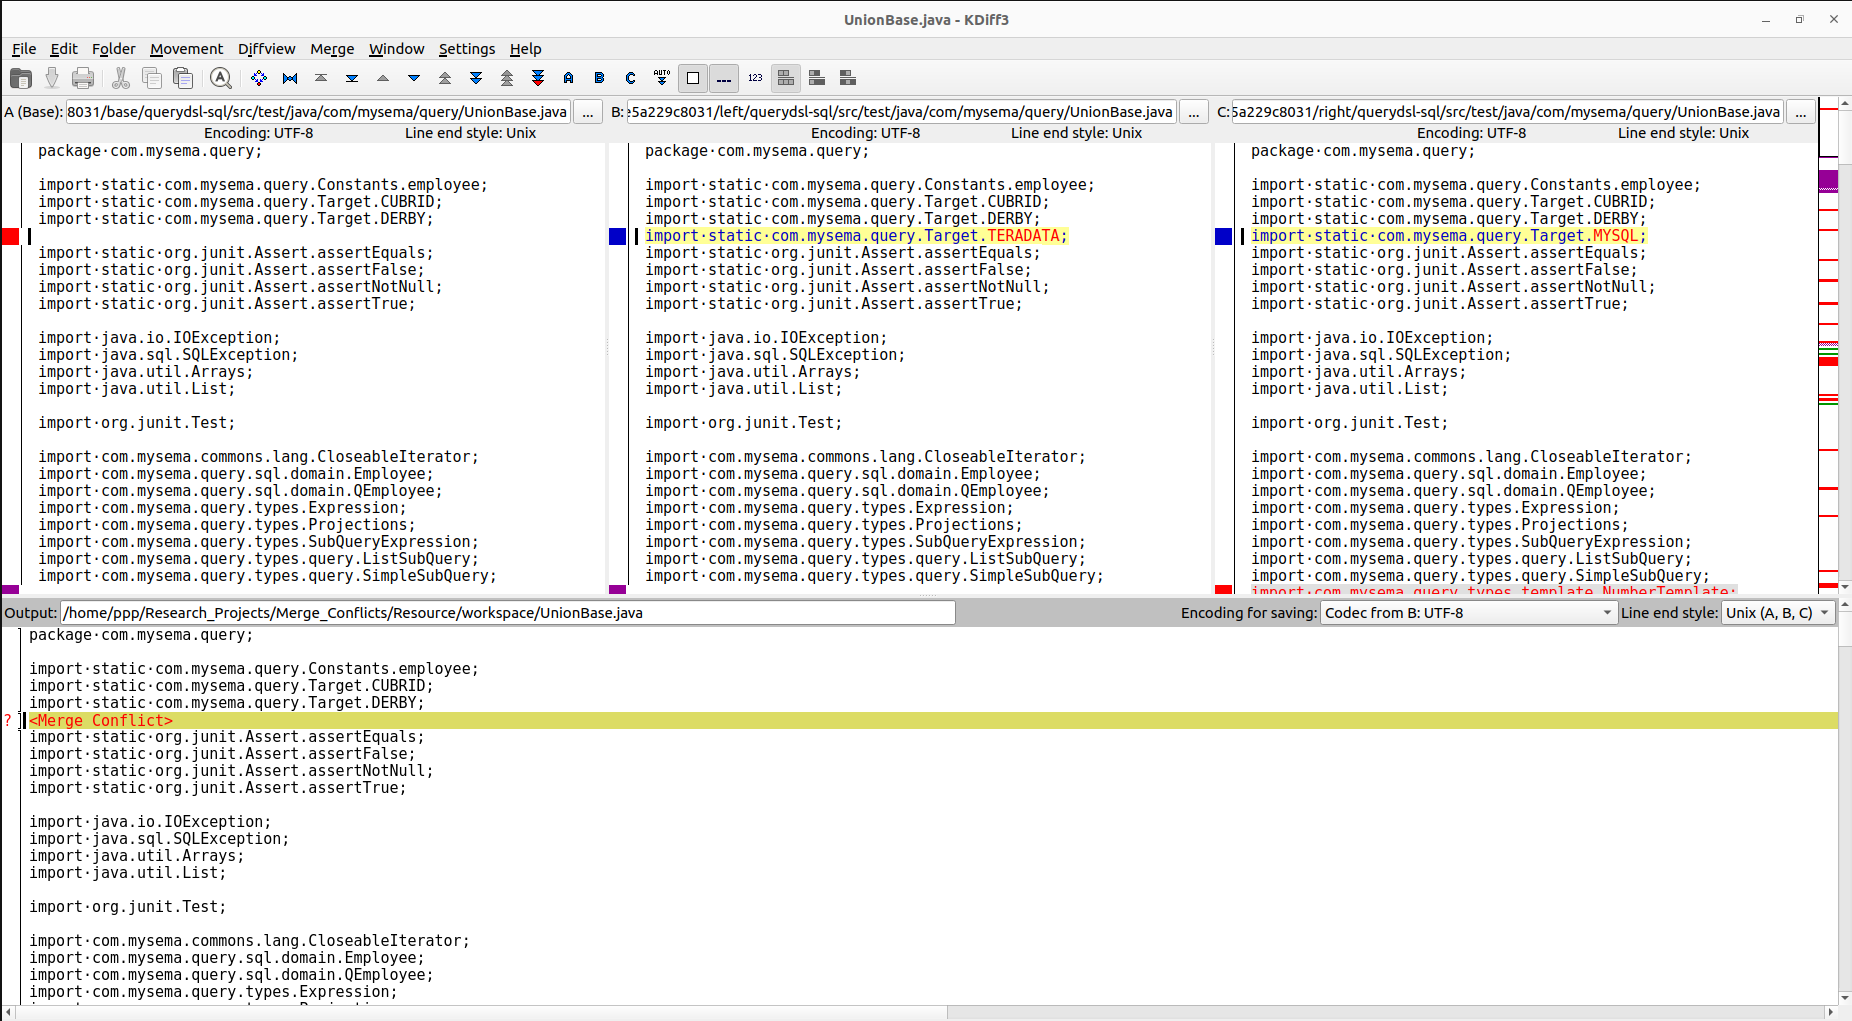 UnionBase.java - KDiff3
File Edit Folder Movement Diffview Merge Window Settings Help
A B C AUTO 123
A (Base): 8031/base/querydsl-sql/src/test/java/com/mysema/query/UnionBase.java ...
Encoding: UTF-8 Line end style: Unix
package·com.mysema.query;
import·static·com.mysema.query.Constants.employee;
import·static·com.mysema.query.Target.CUBRID;
import·static·com.mysema.query.Target.DERBY;
import·static·org.junit.Assert.assertEquals;
import·static·org.junit.Assert.assertFalse;
import·static·org.junit.Assert.assertNotNull;
import·static·org.junit.Assert.assertTrue;
import·java.io.IOException;
import·java.sql.SQLException;
import·java.util.Arrays;
import·java.util.List;
import·org.junit.Test;
import·com.mysema.commons.lang.CloseableIterator;
import·com.mysema.query.sql.domain.Employee;
import·com.mysema.query.sql.domain.QEmployee;
import·com.mysema.query.types.Expression;
import·com.mysema.query.types.Projections;
import·com.mysema.query.types.SubQueryExpression;
import·com.mysema.query.types.query.ListSubQuery;
import·com.mysema.query.types.query.SimpleSubQuery;
B: 5a229c8031/left/querydsl-sql/src/test/java/com/mysema/query/UnionBase.java ...
Encoding: UTF-8 Line end style: Unix
package·com.mysema.query;
import·static·com.mysema.query.Constants.employee;
import·static·com.mysema.query.Target.CUBRID;
import·static·com.mysema.query.Target.DERBY;
import·static·com.mysema.query.Target.TERADATA;
import·static·org.junit.Assert.assertEquals;
import·static·org.junit.Assert.assertFalse;
import·static·org.junit.Assert.assertNotNull;
import·static·org.junit.Assert.assertTrue;
import·java.io.IOException;
import·java.sql.SQLException;
import·java.util.Arrays;
import·java.util.List;
import·org.junit.Test;
import·com.mysema.commons.lang.CloseableIterator;
import·com.mysema.query.sql.domain.Employee;
import·com.mysema.query.sql.domain.QEmployee;
import·com.mysema.query.types.Expression;
import·com.mysema.query.types.Projections;
import·com.mysema.query.types.SubQueryExpression;
import·com.mysema.query.types.query.ListSubQuery;
import·com.mysema.query.types.query.SimpleSubQuery;
C: 5a229c8031/right/querydsl-sql/src/test/java/com/mysema/query/UnionBase.java ...
Encoding: UTF-8 Line end style: Unix
package·com.mysema.query;
import·static·com.mysema.query.Constants.employee;
import·static·com.mysema.query.Target.CUBRID;
import·static·com.mysema.query.Target.DERBY;
import·static·com.mysema.query.Target.MYSQL;
import·static·org.junit.Assert.assertEquals;
import·static·org.junit.Assert.assertFalse;
import·static·org.junit.Assert.assertNotNull;
import·static·org.junit.Assert.assertTrue;
import·java.io.IOException;
import·java.sql.SQLException;
import·java.util.Arrays;
import·java.util.List;
import·org.junit.Test;
import·com.mysema.commons.lang.CloseableIterator;
import·com.mysema.query.sql.domain.Employee;
import·com.mysema.query.sql.domain.QEmployee;
import·com.mysema.query.types.Expression;
import·com.mysema.query.types.Projections;
import·com.mysema.query.types.SubQueryExpression;
import·com.mysema.query.types.query.ListSubQuery;
import·com.mysema.query.types.query.SimpleSubQuery;
import·com.mysema.query.types.template.NumberTemplate;
Output: /home/ppp/Research_Projects/Merge_Conflicts/Resource/workspace/UnionBase.java Encoding for saving: Codec from B: UTF-8 Line end style: Unix (A, B, C)
package·com.mysema.query;
import·static·com.mysema.query.Constants.employee;
import·static·com.mysema.query.Target.CUBRID;
import·static·com.mysema.query.Target.DERBY;
? <Merge Conflict>
import·static·org.junit.Assert.assertEquals;
import·static·org.junit.Assert.assertFalse;
import·static·org.junit.Assert.assertNotNull;
import·static·org.junit.Assert.assertTrue;
import·java.io.IOException;
import·java.sql.SQLException;
import·java.util.Arrays;
import·java.util.List;
import·org.junit.Test;
import·com.mysema.commons.lang.CloseableIterator;
import·com.mysema.query.sql.domain.Employee;
import·com.mysema.query.sql.domain.QEmployee;
import·com.mysema.query.types.Expression;